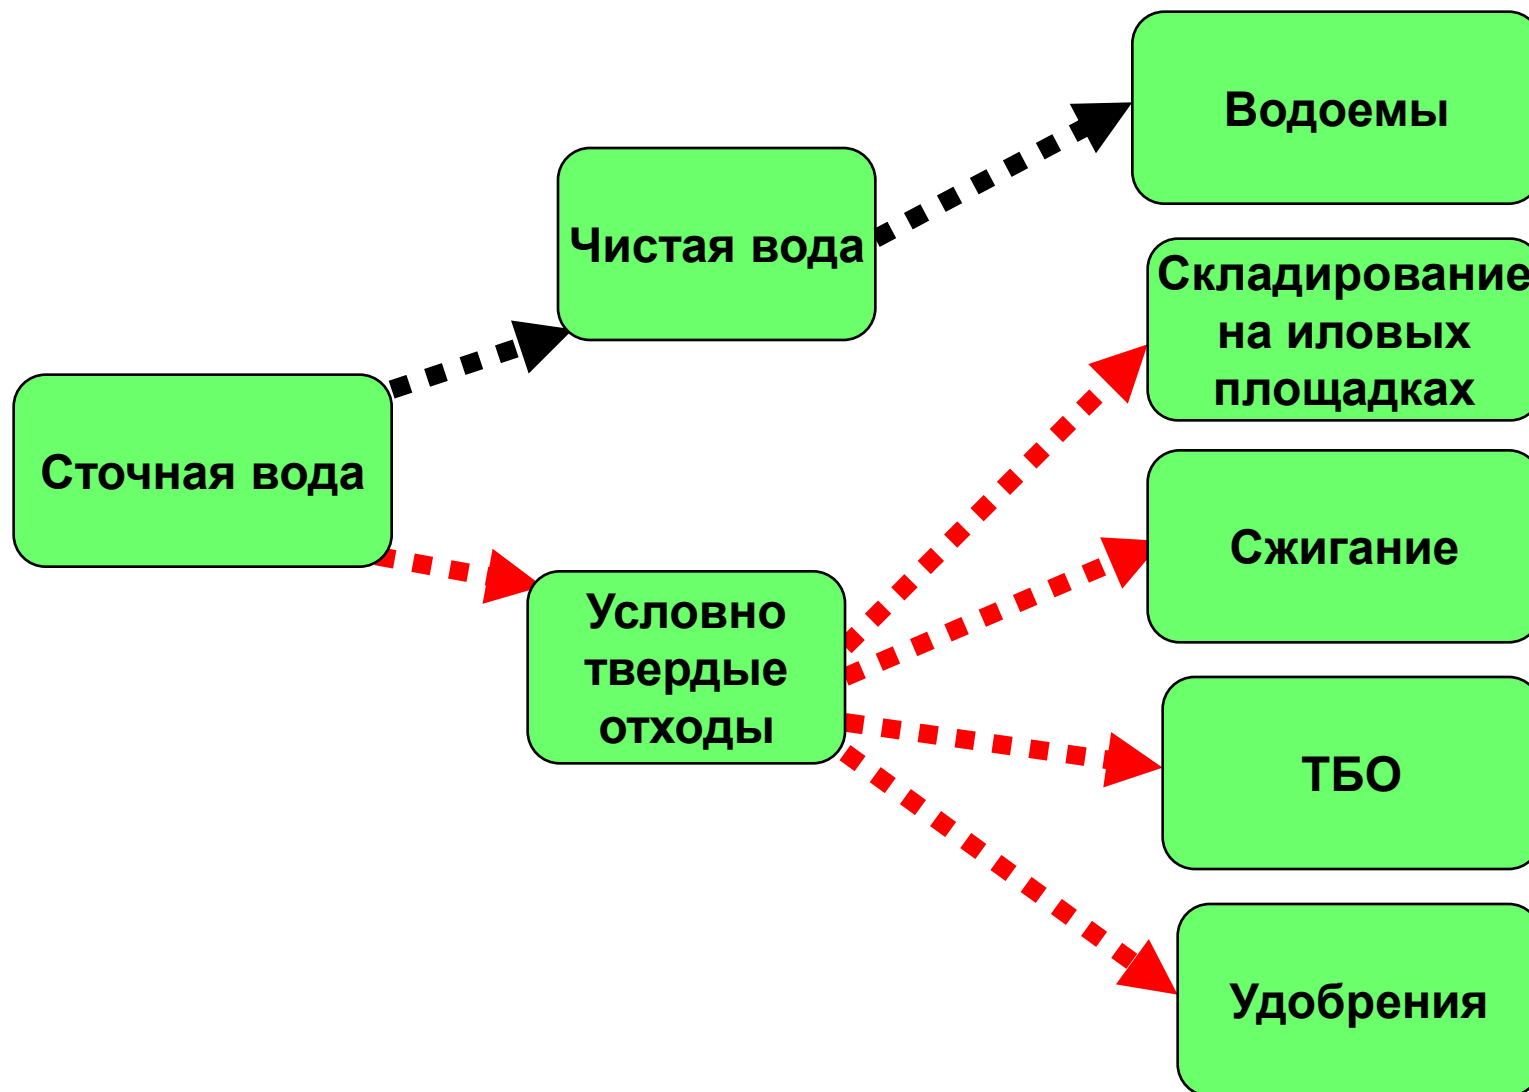 Водоемы
Чистая вода
Складирование
на иловых
площадках
Сточная вода
Сжигание
Условно
твердые
отходы
ТБО
Удобрения